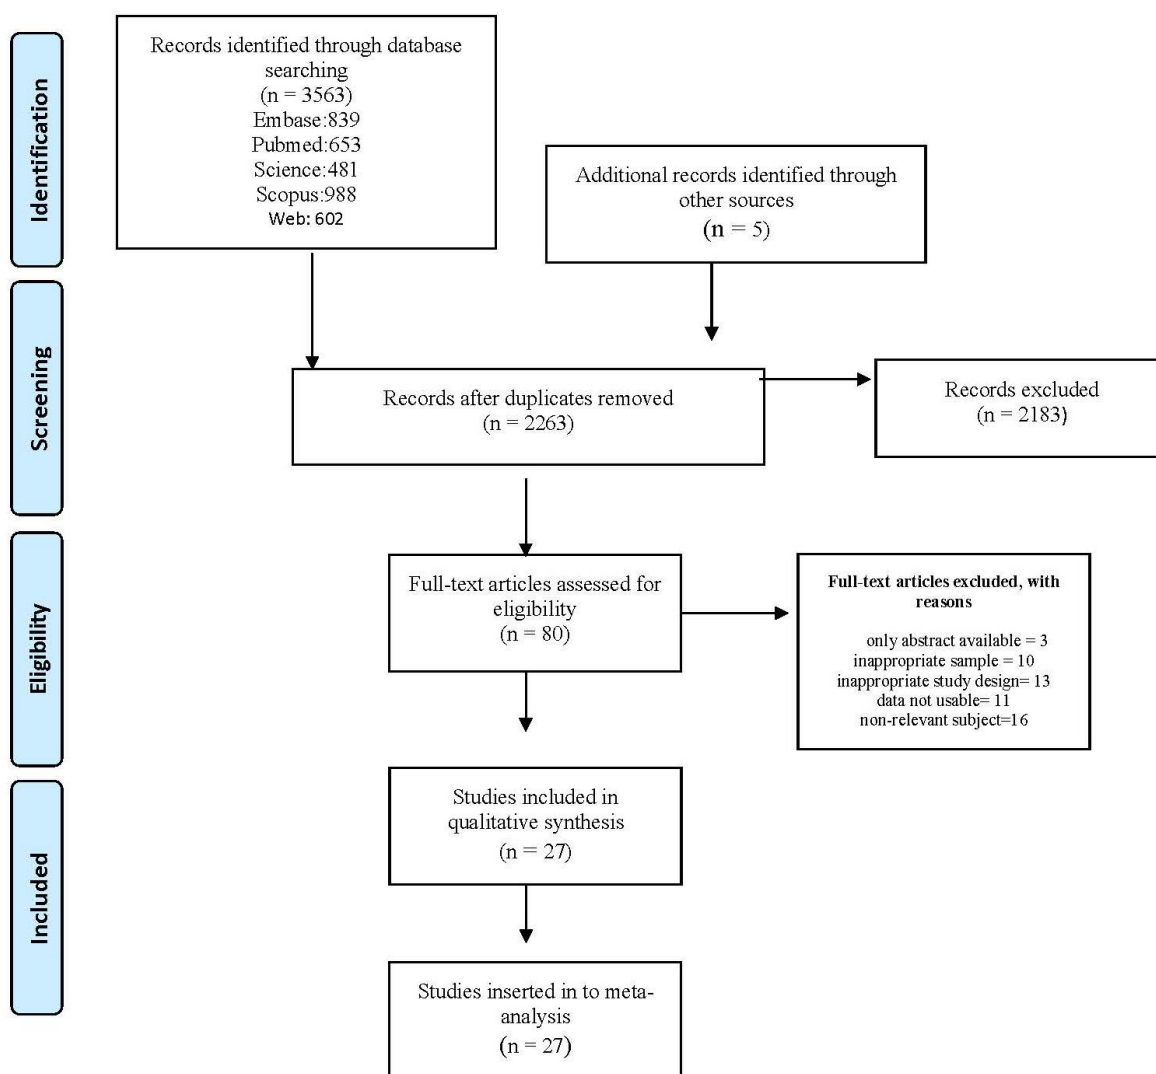 Identification
Records identified through database
searching
(n = 3563)
Embase:839
Pubmed:653
Science:481
Scopus:988
Web: 602
Additional records identified through
other sources
(n = 5)
Screening
Records after duplicates removed
(n = 2263)
Records excluded
(n = 2183)
Eligibility
Full-text articles assessed for
eligibility
(n = 80)
Full-text articles excluded, with
reasons
only abstract available = 3
inappropriate sample = 10
inappropriate study design= 13
data not usable= 11
non-relevant subject=16
Included
Studies included in
qualitative synthesis
(n = 27)
Studies inserted in to meta-
analysis
(n = 27)